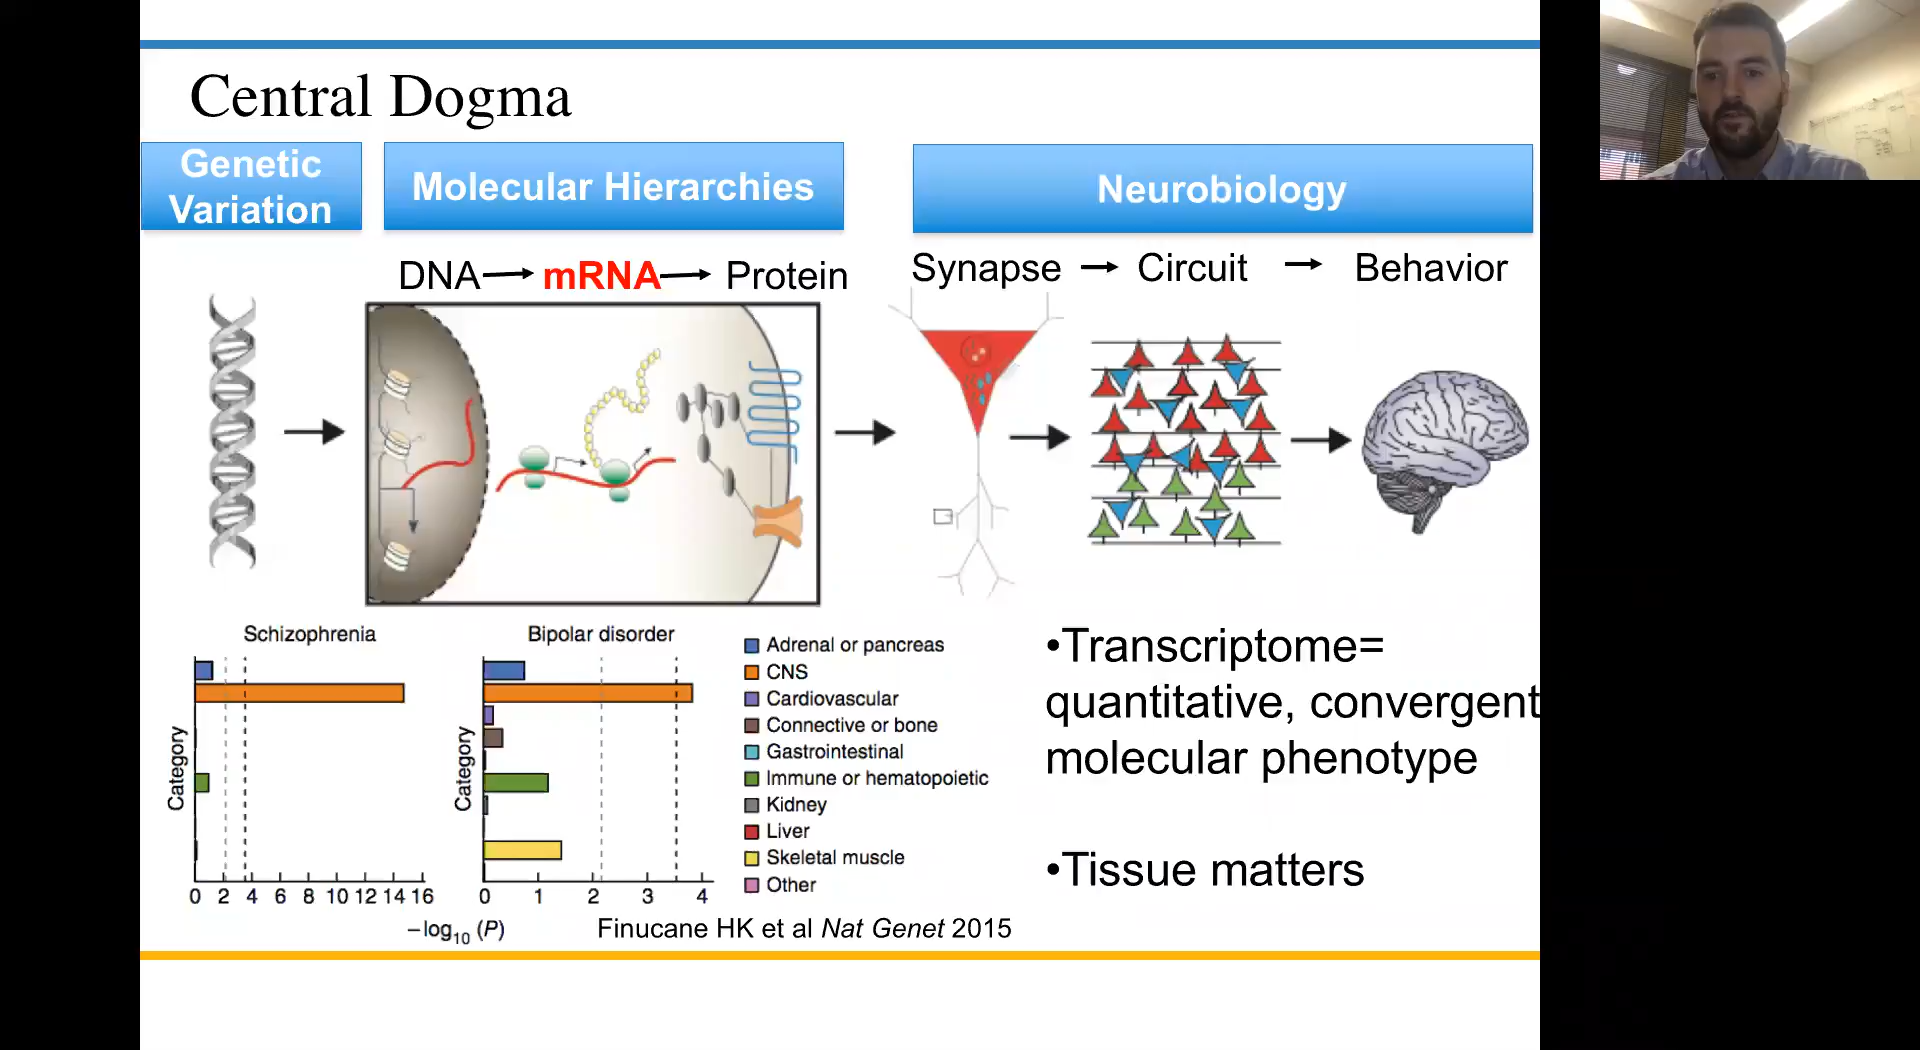 Central Dogma
Genetic
Variation
Molecular Hierarchies
Neurobiology
DNA → mRNA → Protein
Synapse → Circuit → Behavior
Schizophrenia
Category
0 2 4 6 8 10 12 14 16
Bipolar disorder
Category
0 1 2 3 4
–log10 (P)
Adrenal or pancreas
CNS
Cardiovascular
Connective or bone
Gastrointestinal
Immune or hematopoietic
Kidney
Liver
Skeletal muscle
Other
Finucane HK et al Nat Genet 2015
•Transcriptome=
quantitative, convergent
molecular phenotype
•Tissue matters